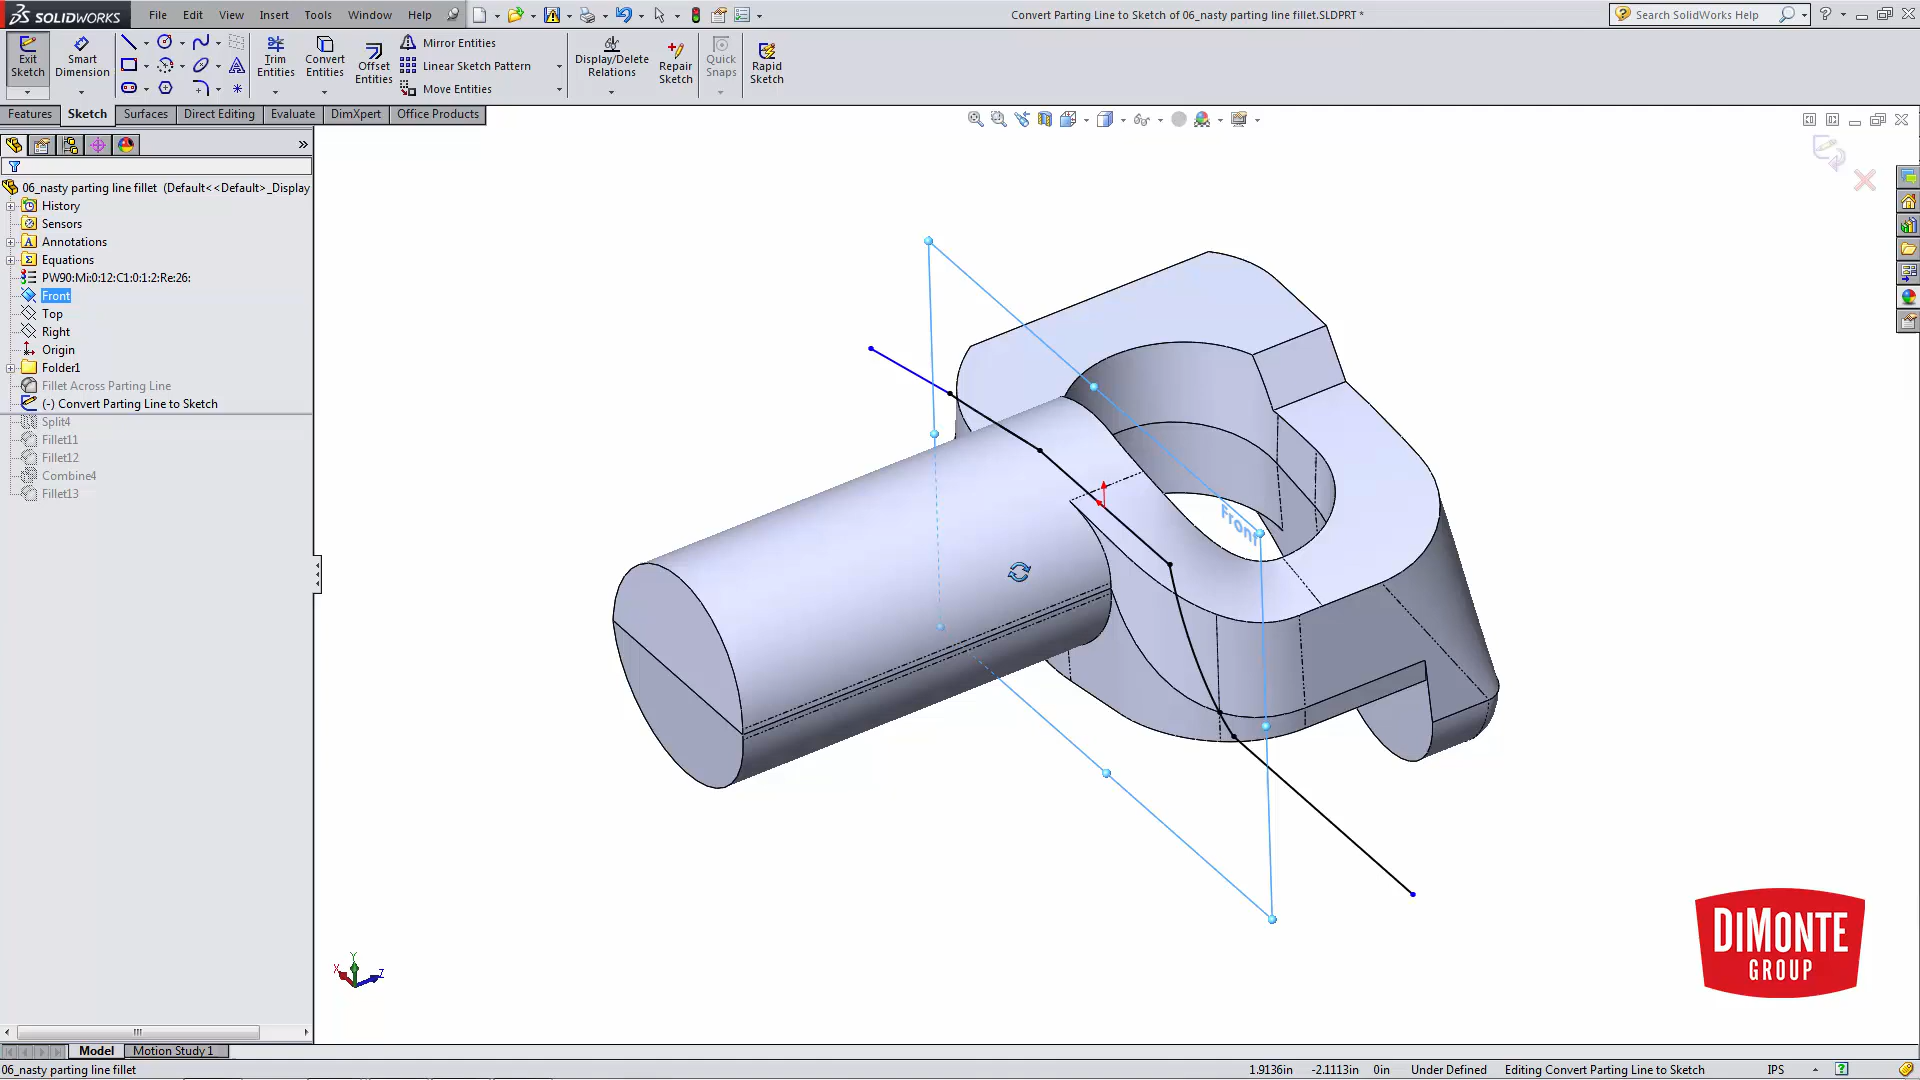 SOLIDWORKS
File Edit View Insert Tools Window Help
Convert Parting Line to Sketch of 06_nasty parting line fillet.SLDPRT *
Search SolidWorks Help
Exit Sketch
Smart Dimension
Trim Entities
Convert Entities
Offset Entities
Mirror Entities
Linear Sketch Pattern
Move Entities
Display/Delete Relations
Repair Sketch
Quick Snaps
Rapid Sketch
Features Sketch Surfaces Direct Editing Evaluate DimXpert Office Products
06_nasty parting line fillet (Default<<Default>_Display
History
Sensors
Annotations
Equations
PW90:Mi:0:12:C1:0:1:2:Re:26:
Front
Top
Right
Origin
Folder1
Fillet Across Parting Line
(-) Convert Parting Line to Sketch
Split4
Fillet11
Fillet12
Combine4
Fillet13
Front
Y
X
Z
DIMONTE
GROUP
Model Motion Study 1
06_nasty parting line fillet
1.9136in -2.1113in 0in Under Defined Editing Convert Parting Line to Sketch IPS